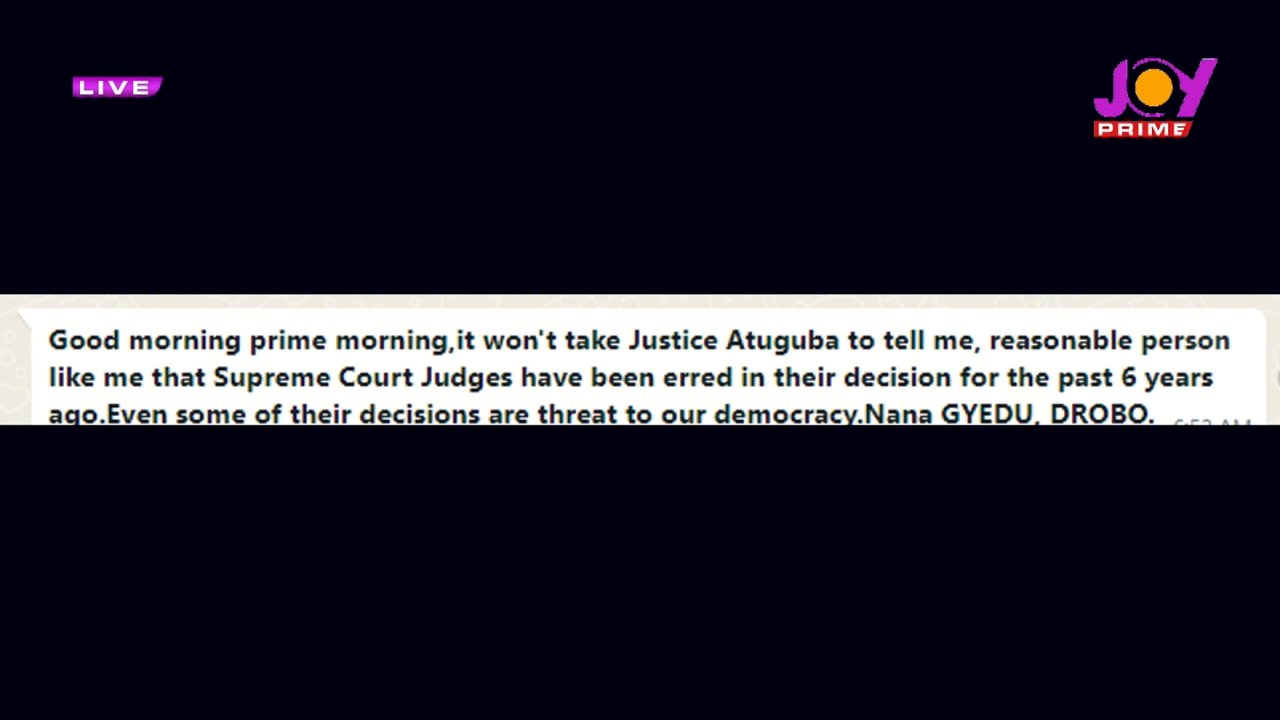 LIVE
JOY
PRIME
Good morning prime morning,it won't take Justice Atuguba to tell me, reasonable person
like me that Supreme Court Judges have been erred in their decision for the past 6 years
ago.Even some of their decisions are threat to our democracy.Nana GYEDU, DROBO.